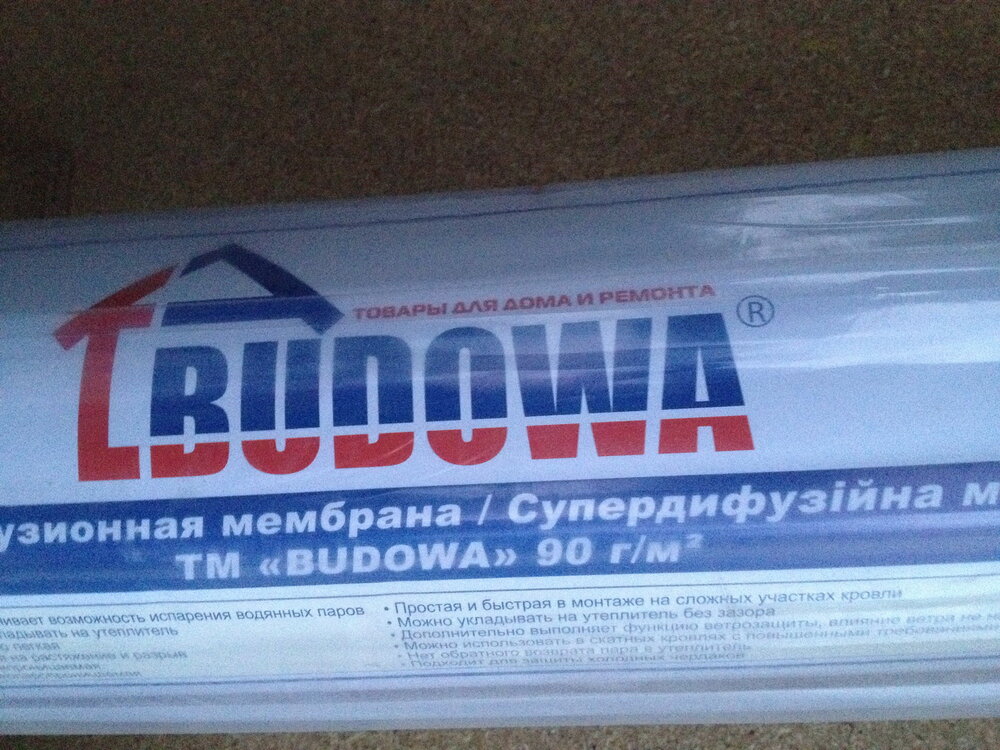 ТОВАРЫ ДЛЯ ДОМА И РЕМОНТА
BUDOWA®
узионная мембрана / Супердифузійна м
ТМ «BUDOWA» 90 г/м²
ивает возможность испарения водянных паров
ладывать на утеплитель
о легкая
я на растяжение и разрыв
• Простая и быстрая в монтаже на сложных участках кровли
• Можно укладывать на утеплитель без зазора
• Дополнительно выполняет функцию ветрозащиты, влияние ветра не
• Можно использовать в скатных кровлях с повышенными
• Нет обратного возврата пара в утеплитель
• Подходит для защиты холодных чердаков